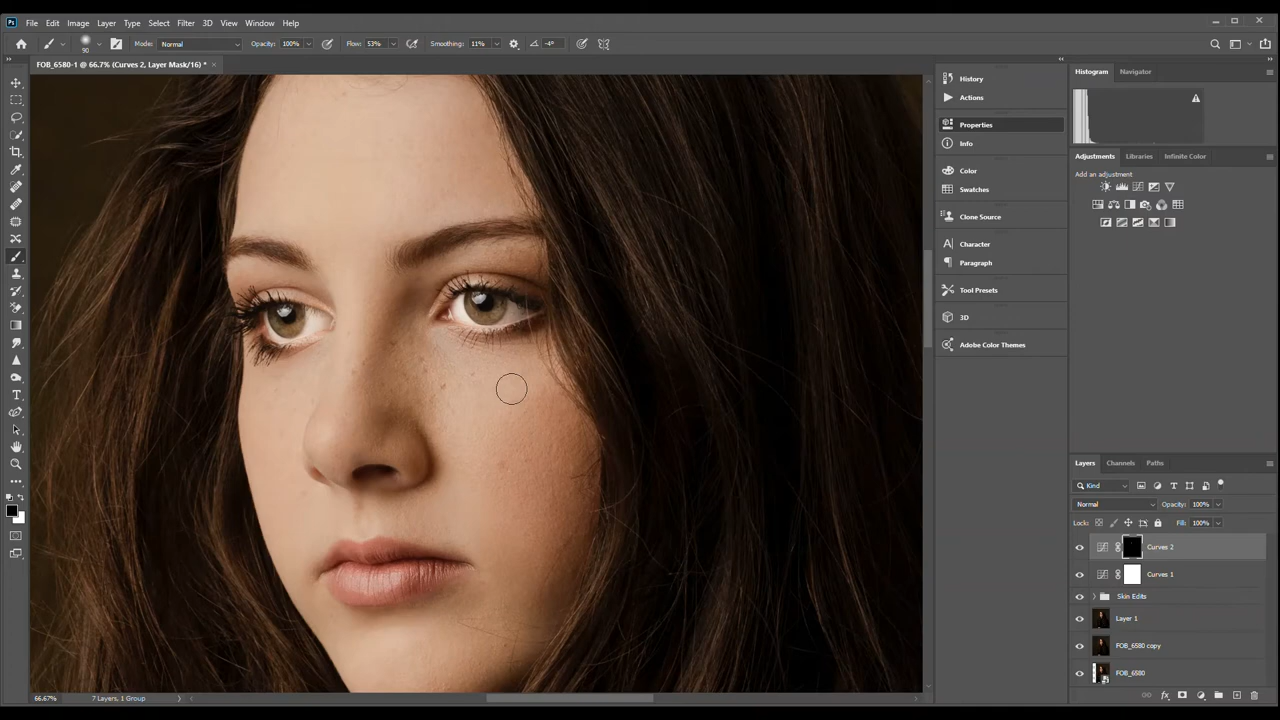 Ps File Edit Image Layer Type Select Filter 3D View Window Help
90 Mode: Normal Opacity: 100% Flow: 53% Smoothing: 11% -4°
FOB_6580-1 @ 66.7% (Curves 2, Layer Mask/16) * ×
History
Actions
Properties
Info
Color
Swatches
Clone Source
Character
Paragraph
Tool Presets
3D
Adobe Color Themes
Histogram Navigator
Adjustments Libraries Infinite Color
Add an adjustment
Layers Channels Paths
Kind
Normal Opacity: 100%
Lock: Fill: 100%
Curves 2
Curves 1
Skin Edits
Layer 1
FOB_6580 copy
FOB_6580
66.67% 7 Layers, 1 Group